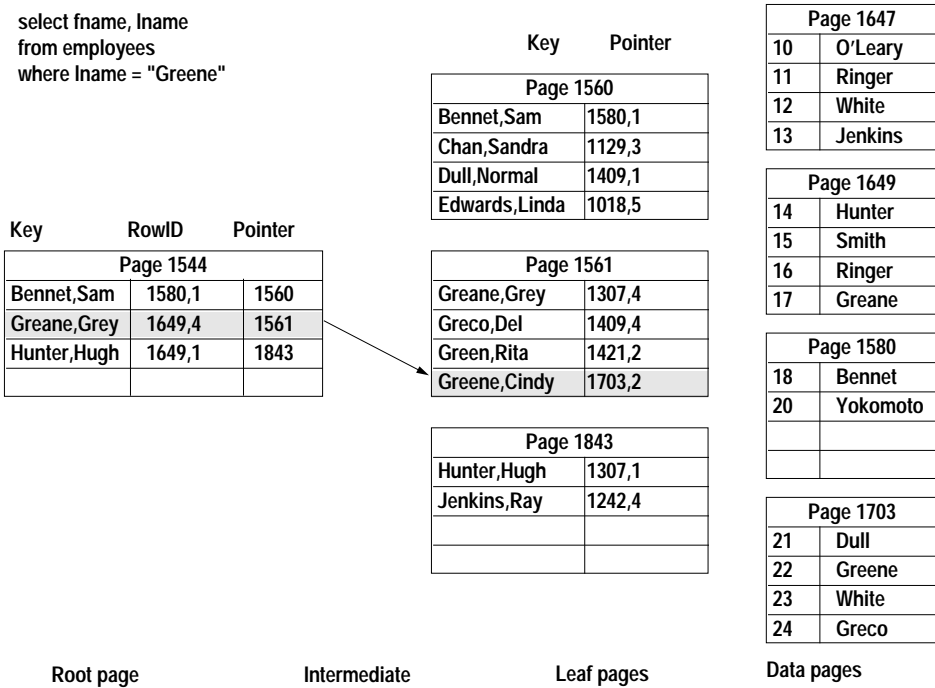 select fname, lname
from employees
where lname = "Greene"
Key RowID Pointer
Page 1544
Bennet,Sam 1580,1 1560
Greane,Grey 1649,4 1561
Hunter,Hugh 1649,1 1843
Key Pointer
Page 1560
Bennet,Sam 1580,1
Chan,Sandra 1129,3
Dull,Normal 1409,1
Edwards,Linda 1018,5
Page 1561
Greane,Grey 1307,4
Greco,Del 1409,4
Green,Rita 1421,2
Greene,Cindy 1703,2
Page 1843
Hunter,Hugh 1307,1
Jenkins,Ray 1242,4
Page 1647
10 O’Leary
11 Ringer
12 White
13 Jenkins
Page 1649
14 Hunter
15 Smith
16 Ringer
17 Greane
Page 1580
18 Bennet
20 Yokomoto
Page 1703
21 Dull
22 Greene
23 White
24 Greco
Root page Intermediate Leaf pages Data pages